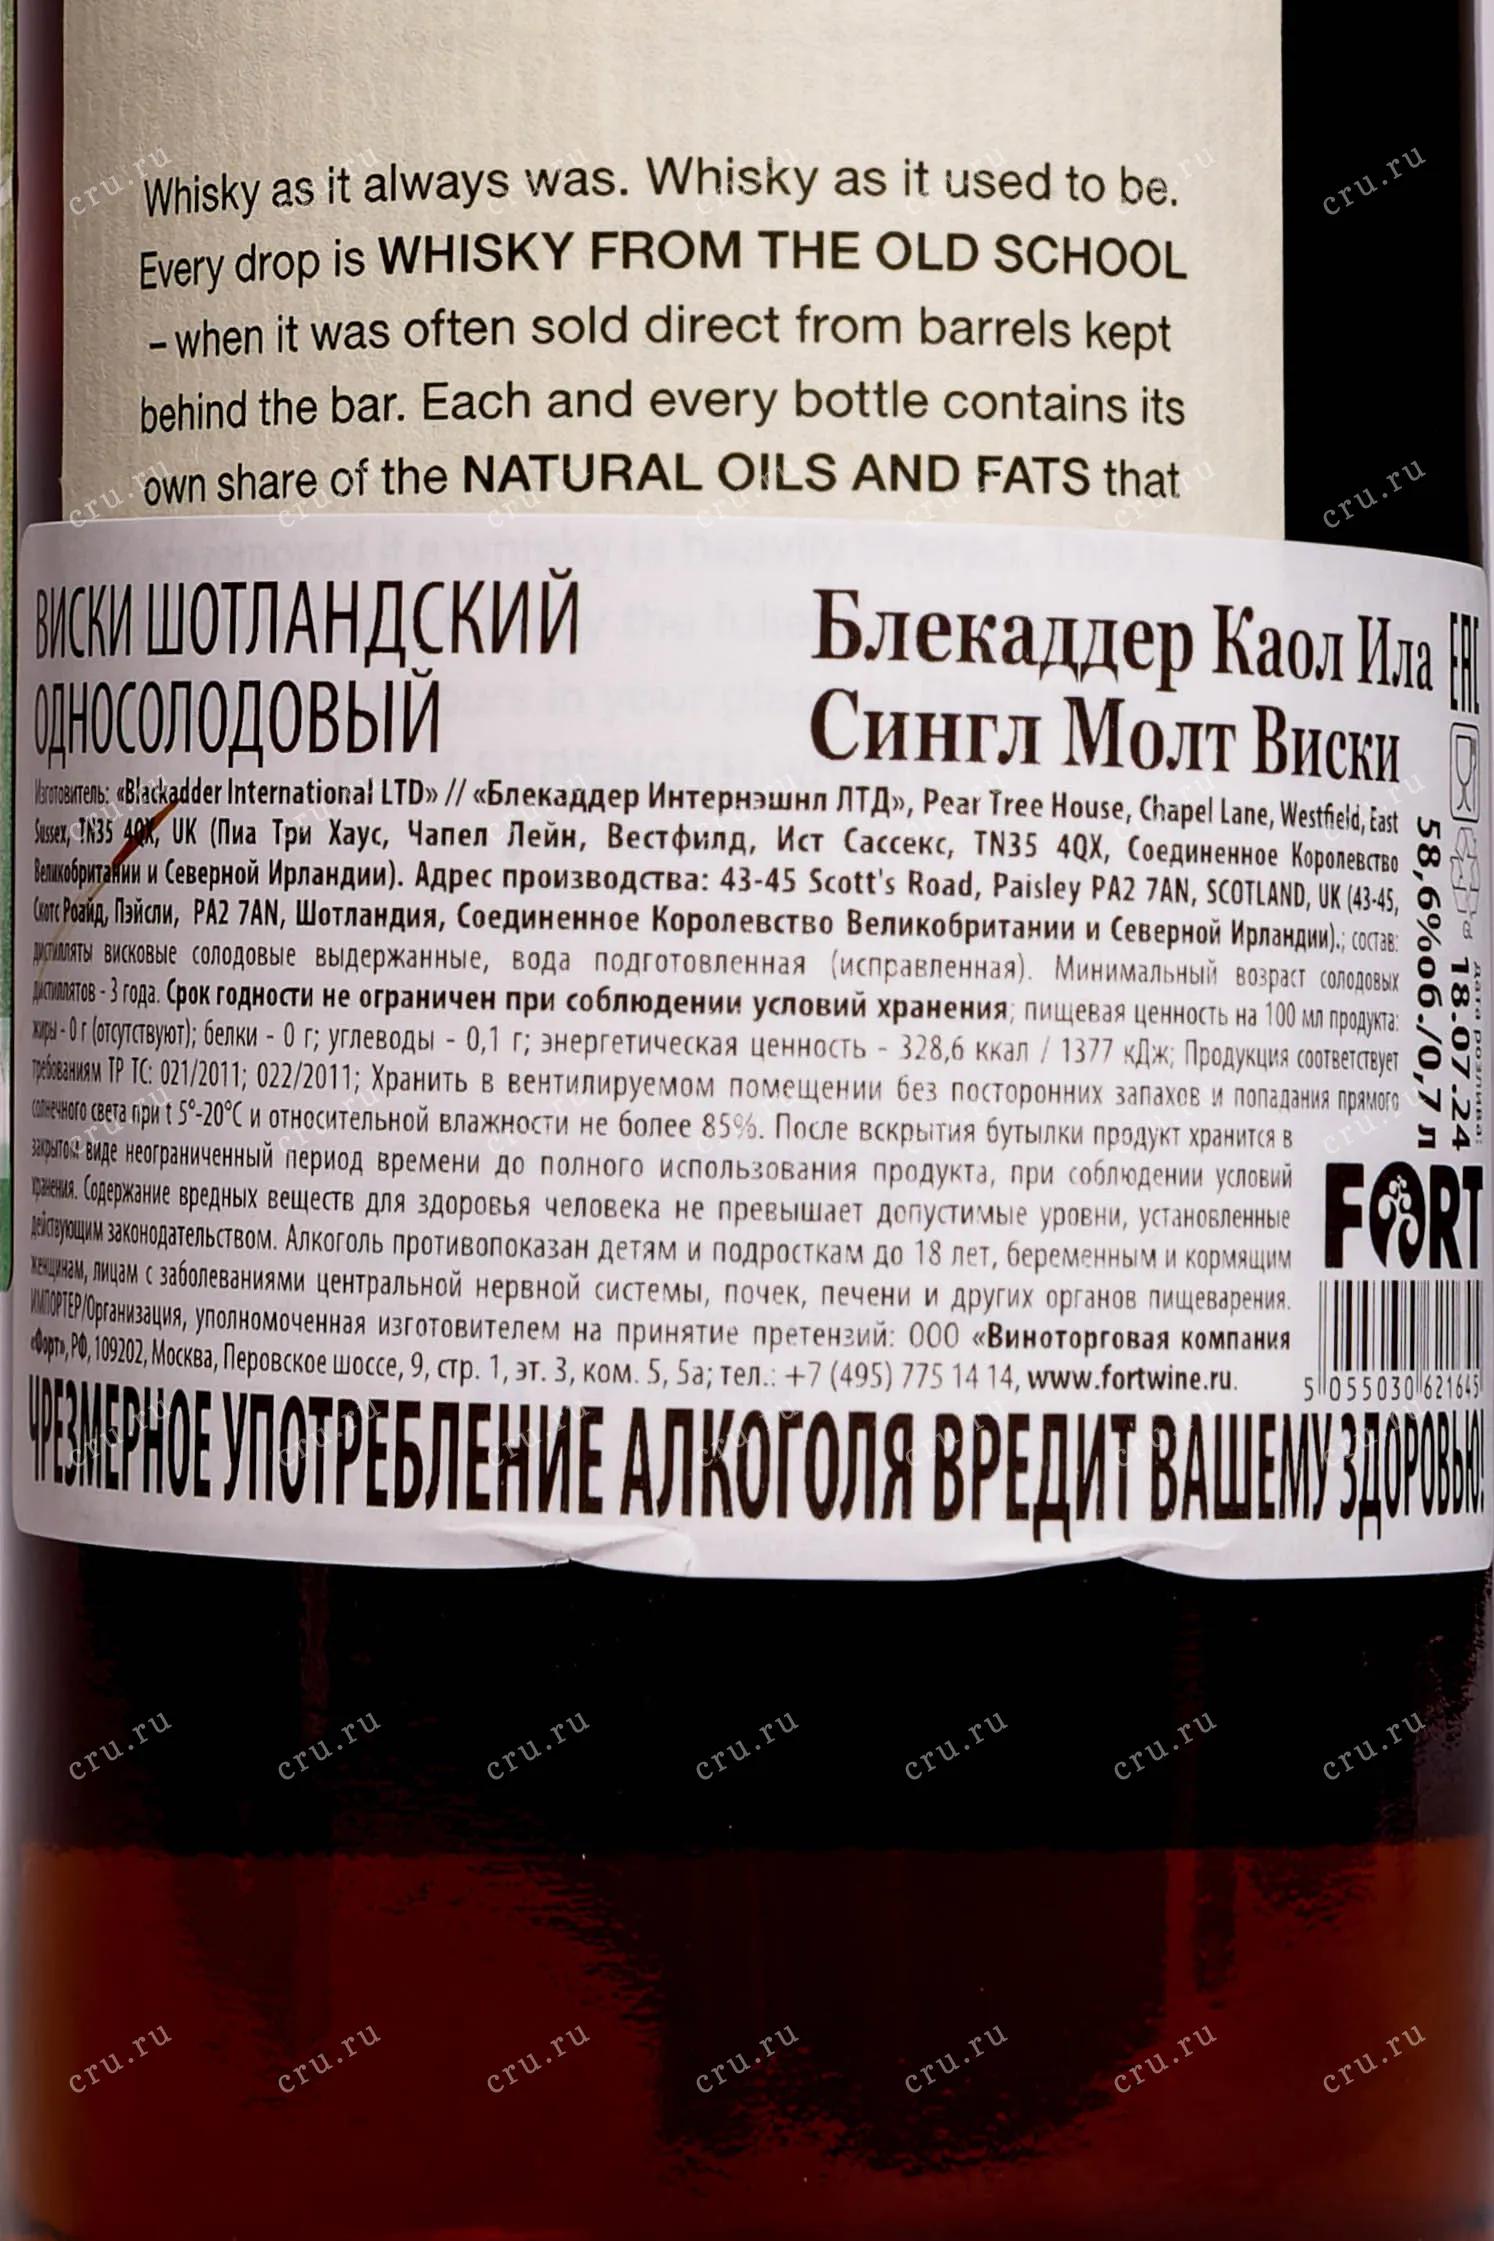 Whisky as it always was. Whisky as it used to be.
Every drop is WHISKY FROM THE OLD SCHOOL
– when it was often sold direct from barrels kept
behind the bar. Each and every bottle contains its
own share of the NATURAL OILS AND FATS that
ВИСКИ ШОТЛАНДСКИЙ
ОДНОСОЛОДОВЫЙ
Блекаддер Каол Ила
Сингл Молт Виски
Изготовитель: «Blackadder International LTD» // «Блекаддер Интернэшнл ЛТД», Pear Tree House, Chapel Lane, Westfield, East
Sussex, TN35 4QX, UK (Пиа Три Хаус, Чапел Лейн, Вестфилд, Ист Сассекс, TN35 4QX, Соединенное Королевство
Великобритании и Северной Ирландии). Адрес производства: 43-45 Scott's Road, Paisley PA2 7AN, SCOTLAND, UK (43-45,
Скотс Роайд, Пэйсли, PA2 7AN, Шотландия, Соединенное Королевство Великобритании и Северной Ирландии).; состав:
дистилляты висковые солодовые выдержанные, вода подготовленная (исправленная). Минимальный возраст солодовых
дистиллятов - 3 года. Срок годности не ограничен при соблюдении условий хранения; пищевая ценность на 100 мл продукта:
жиры - 0 г (отсутствуют); белки - 0 г; углеводы - 0,1 г; энергетическая ценность - 328,6 ккал / 1377 кДж; Продукция соответствует
требованиям ТР ТС: 021/2011; 022/2011; Хранить в вентилируемом помещении без посторонних запахов и попадания прямого
солнечного света при t 5°-20°C и относительной влажности не более 85%. После вскрытия бутылки продукт хранится в
закрытом виде неограниченный период времени до полного использования продукта, при соблюдении условий
хранения. Содержание вредных веществ для здоровья человека не превышает допустимые уровни, установленные
действующим законодательством. Алкоголь противопоказан детям и подросткам до 18 лет, беременным и кормящим
женщинам, лицам с заболеваниями центральной нервной системы, почек, печени и других органов пищеварения.
ИМПОРТЕР/Организация, уполномоченная изготовителем на принятие претензий: ООО «Виноторговая компания
«Форт», РФ, 109202, Москва, Перовское шоссе, 9, стр. 1, эт. 3, ком. 5, 5а; тел.: +7 (495) 775 14 14, www.fortwine.ru.
ЧРЕЗМЕРНОЕ УПОТРЕБЛЕНИЕ АЛКОГОЛЯ ВРЕДИТ ВАШЕМУ ЗДОРОВЬЮ!
EAC
58,6%об./0,7 л
дата розлива:
18.07.24
FORT
5 055030 621645
cru.ru